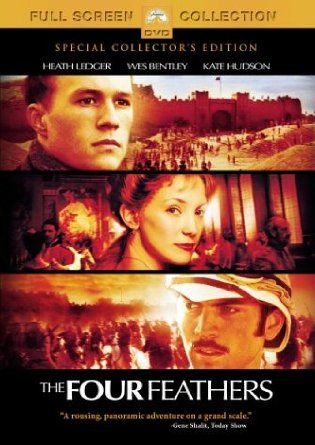 FULL SCREEN COLLECTION
DVD
SPECIAL COLLECTOR'S EDITION
HEATH LEDGER WES BENTLEY KATE HUDSON
THE FOUR FEATHERS
"A rousing, panoramic adventure on a grand scale."
-Gene Shalit, Today Show